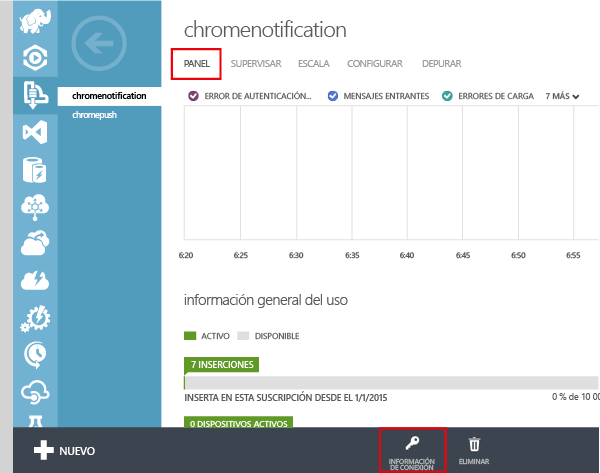 chromenotification
PANEL SUPERVISAR ESCALA CONFIGURAR DEPURAR
chromenotification
chromepush
ERROR DE AUTENTICACIÓN... MENSAJES ENTRANTES ERRORES DE CARGA 7 MÁS
6:20 6:25 6:30 6:35 6:40 6:45 6:50 6:55
información general del uso
ACTIVO DISPONIBLE
7 INSERCIONES
INSERTA EN ESTA SUSCRIPCIÓN DESDE EL 1/1/2015 0 % de 10 00
0 DISPOSITIVOS ACTIVOS
NUEVO
INFORMACIÓN
DE CONEXIÓN
ELIMINAR